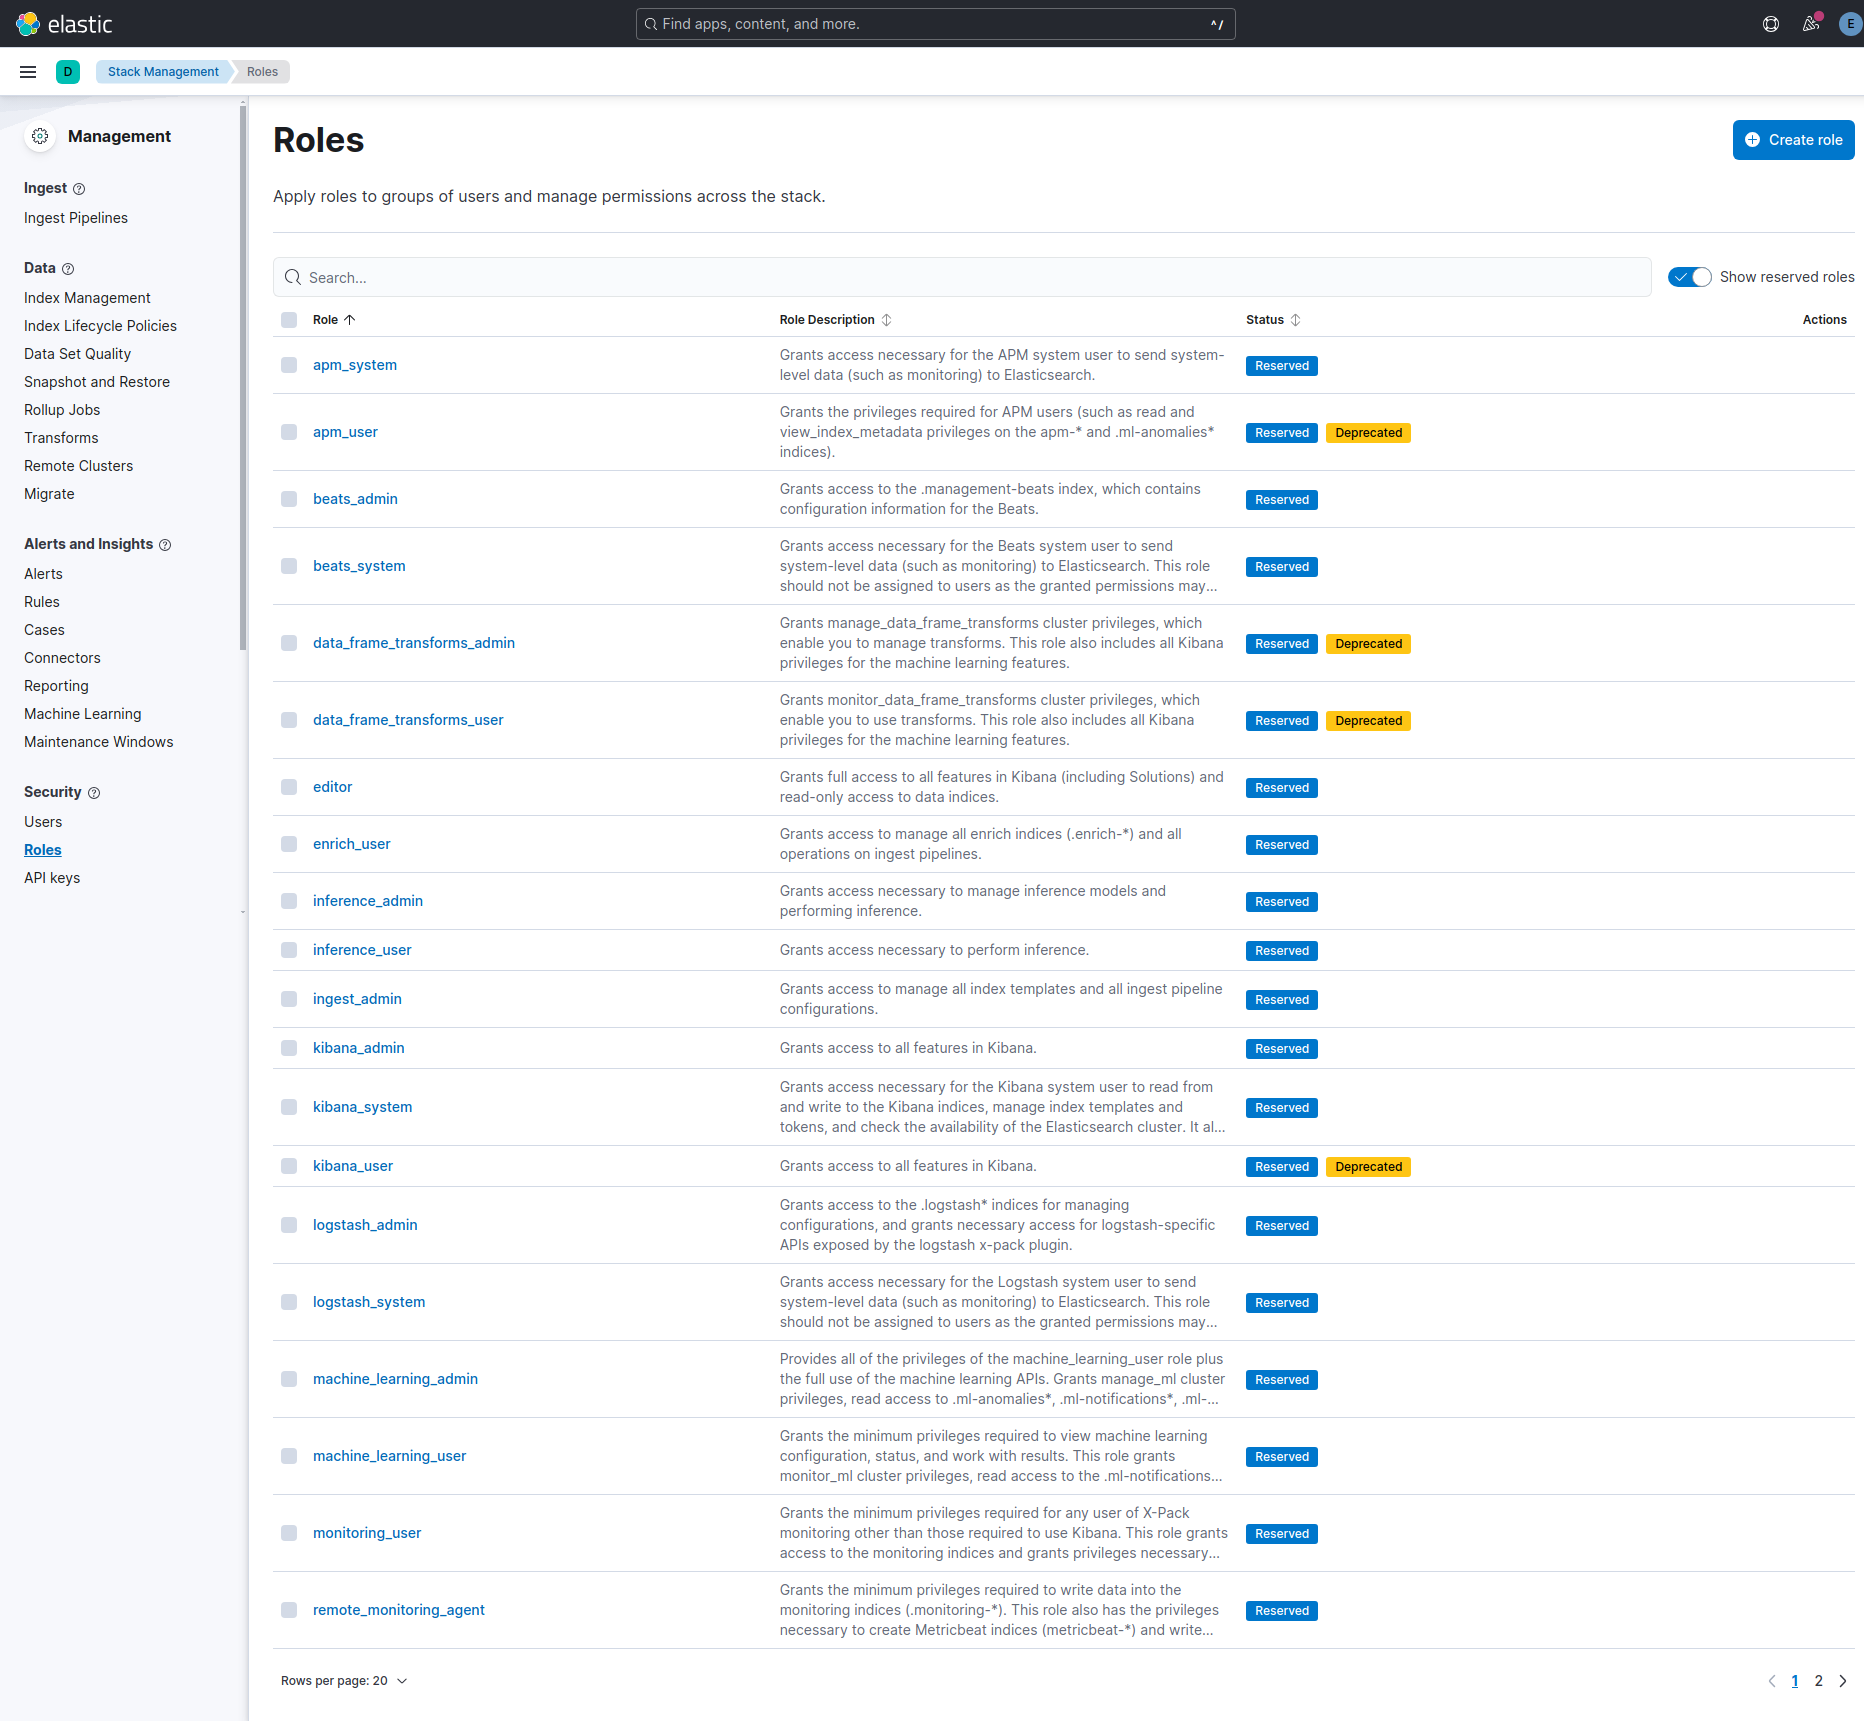 elastic
Find apps, content, and more.
^/
E
D
Stack Management
Roles
Management
Ingest
Ingest Pipelines
Data
Index Management
Index Lifecycle Policies
Data Set Quality
Snapshot and Restore
Rollup Jobs
Transforms
Remote Clusters
Migrate
Alerts and Insights
Alerts
Rules
Cases
Connectors
Reporting
Machine Learning
Maintenance Windows
Security
Users
Roles
API keys
Roles
Create role
Apply roles to groups of users and manage permissions across the stack.
Search...
Show reserved roles
Role
Role Description
Status
Actions
apm_system
Grants access necessary for the APM system user to send system-
level data (such as monitoring) to Elasticsearch.
Reserved
apm_user
Grants the privileges required for APM users (such as read and
view_index_metadata privileges on the apm-* and .ml-anomalies*
indices).
Reserved
Deprecated
beats_admin
Grants access to the .management-beats index, which contains
configuration information for the Beats.
Reserved
beats_system
Grants access necessary for the Beats system user to send
system-level data (such as monitoring) to Elasticsearch. This role
should not be assigned to users as the granted permissions may...
Reserved
data_frame_transforms_admin
Grants manage_data_frame_transforms cluster privileges, which
enable you to manage transforms. This role also includes all Kibana
privileges for the machine learning features.
Reserved
Deprecated
data_frame_transforms_user
Grants monitor_data_frame_transforms cluster privileges, which
enable you to use transforms. This role also includes all Kibana
privileges for the machine learning features.
Reserved
Deprecated
editor
Grants full access to all features in Kibana (including Solutions) and
read-only access to data indices.
Reserved
enrich_user
Grants access to manage all enrich indices (.enrich-*) and all
operations on ingest pipelines.
Reserved
inference_admin
Grants access necessary to manage inference models and
performing inference.
Reserved
inference_user
Grants access necessary to perform inference.
Reserved
ingest_admin
Grants access to manage all index templates and all ingest pipeline
configurations.
Reserved
kibana_admin
Grants access to all features in Kibana.
Reserved
kibana_system
Grants access necessary for the Kibana system user to read from
and write to the Kibana indices, manage index templates and
tokens, and check the availability of the Elasticsearch cluster. It al...
Reserved
kibana_user
Grants access to all features in Kibana.
Reserved
Deprecated
logstash_admin
Grants access to the .logstash* indices for managing
configurations, and grants necessary access for logstash-specific
APIs exposed by the logstash x-pack plugin.
Reserved
logstash_system
Grants access necessary for the Logstash system user to send
system-level data (such as monitoring) to Elasticsearch. This role
should not be assigned to users as the granted permissions may...
Reserved
machine_learning_admin
Provides all of the privileges of the machine_learning_user role plus
the full use of the machine learning APIs. Grants manage_ml cluster
privileges, read access to .ml-anomalies*, .ml-notifications*, .ml-...
Reserved
machine_learning_user
Grants the minimum privileges required to view machine learning
configuration, status, and work with results. This role grants
monitor_ml cluster privileges, read access to the .ml-notifications...
Reserved
monitoring_user
Grants the minimum privileges required for any user of X-Pack
monitoring other than those required to use Kibana. This role grants
access to the monitoring indices and grants privileges necessary...
Reserved
remote_monitoring_agent
Grants the minimum privileges required to write data into the
monitoring indices (.monitoring-*). This role also has the privileges
necessary to create Metricbeat indices (metricbeat-*) and write...
Reserved
Rows per page: 20
1
2